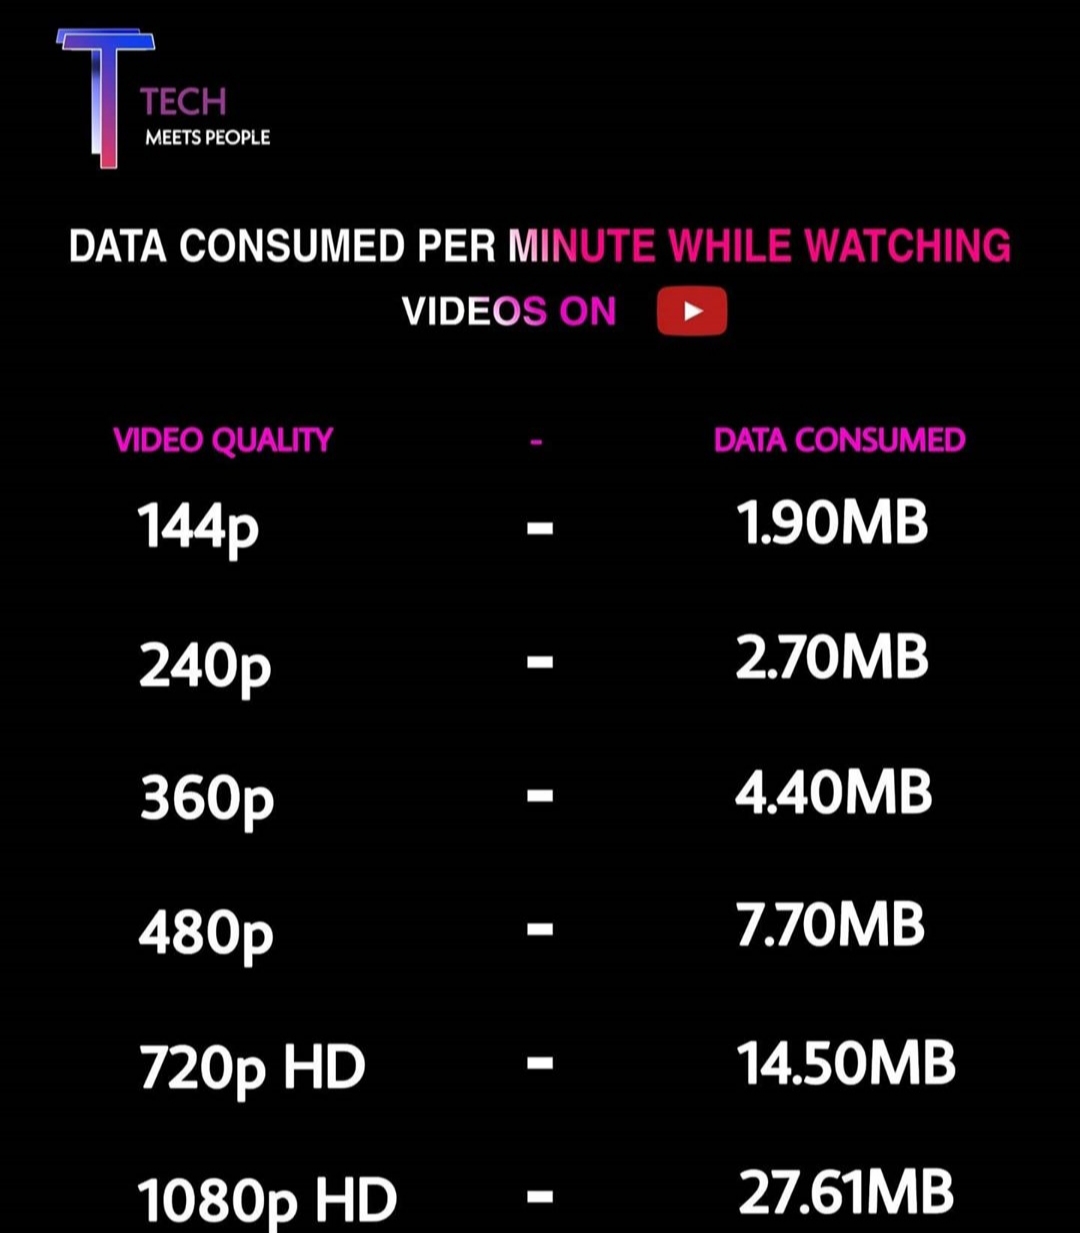 T
TECH
MEETS PEOPLE
DATA CONSUMED PER MINUTE WHILE WATCHING
VIDEOS ON
VIDEO QUALITY - DATA CONSUMED
144p - 1.90MB
240p - 2.70MB
360p - 4.40MB
480p - 7.70MB
720p HD - 14.50MB
1080p HD - 27.61MB